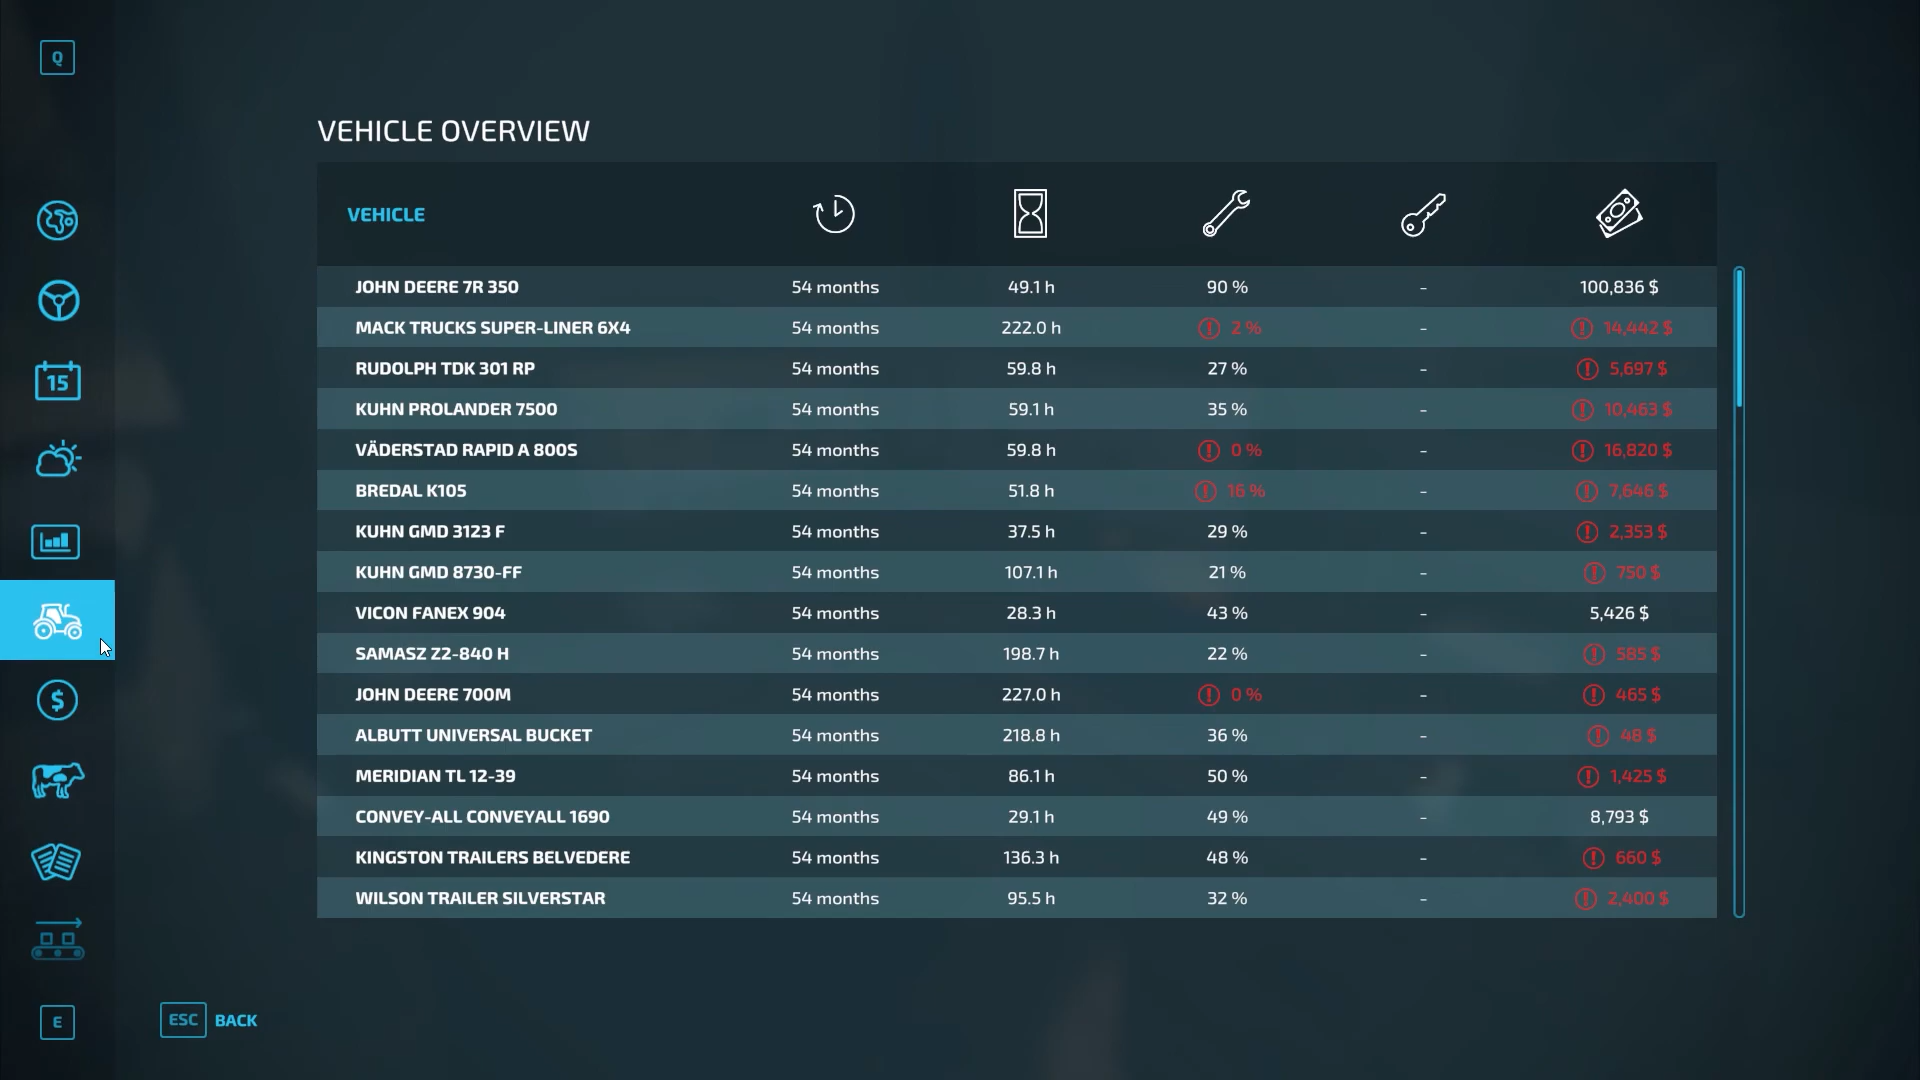 Q
VEHICLE OVERVIEW
VEHICLE
JOHN DEERE 7R 350 54 months 49.1 h 90 % - 100,836 $
MACK TRUCKS SUPER-LINER 6X4 54 months 222.0 h 2 % - 14,442 $
RUDOLPH TDK 301 RP 54 months 59.8 h 27 % - 5,697 $
15
KUHN PROLANDER 7500 54 months 59.1 h 35 % - 10,463 $
VÄDERSTAD RAPID A 800S 54 months 59.8 h 0 % - 16,820 $
BREDAL K105 54 months 51.8 h 16 % - 7,646 $
KUHN GMD 3123 F 54 months 37.5 h 29 % - 2,353 $
KUHN GMD 8730-FF 54 months 107.1 h 21 % - 750 $
VICON FANEX 904 54 months 28.3 h 43 % - 5,426 $
SAMASZ Z2-840 H 54 months 198.7 h 22 % - 585 $
JOHN DEERE 700M 54 months 227.0 h 0 % - 465 $
$
ALBUTT UNIVERSAL BUCKET 54 months 218.8 h 36 % - 48 $
MERIDIAN TL 12-39 54 months 86.1 h 50 % - 1,425 $
CONVEY-ALL CONVEYALL 1690 54 months 29.1 h 49 % - 8,793 $
KINGSTON TRAILERS BELVEDERE 54 months 136.3 h 48 % - 660 $
WILSON TRAILER SILVERSTAR 54 months 95.5 h 32 % - 2,400 $
E
ESC BACK